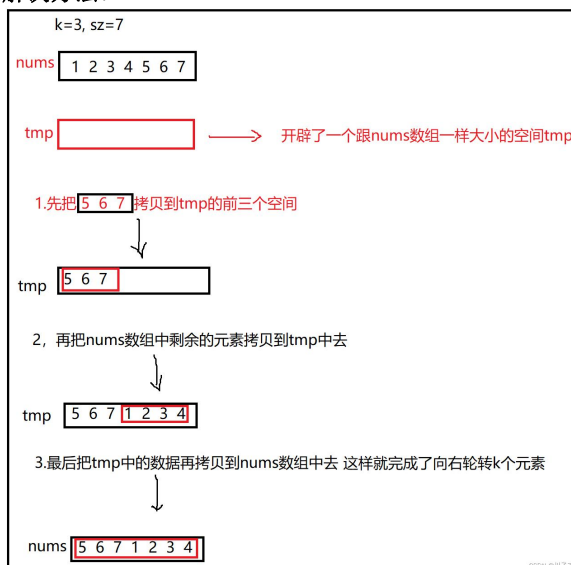 k=3, sz=7
nums 1 2 3 4 5 6 7
tmp 开辟了一个跟nums数组一样大小的空间tmp
1.先把 5 6 7 拷贝到tmp的前三个空间
tmp 5 6 7
2，再把nums数组中剩余的元素拷贝到tmp中去
tmp 5 6 7 1 2 3 4
3.最后把tmp中的数据再拷贝到nums数组中去 这样就完成了向右轮转k个元素
nums 5 6 7 1 2 3 4